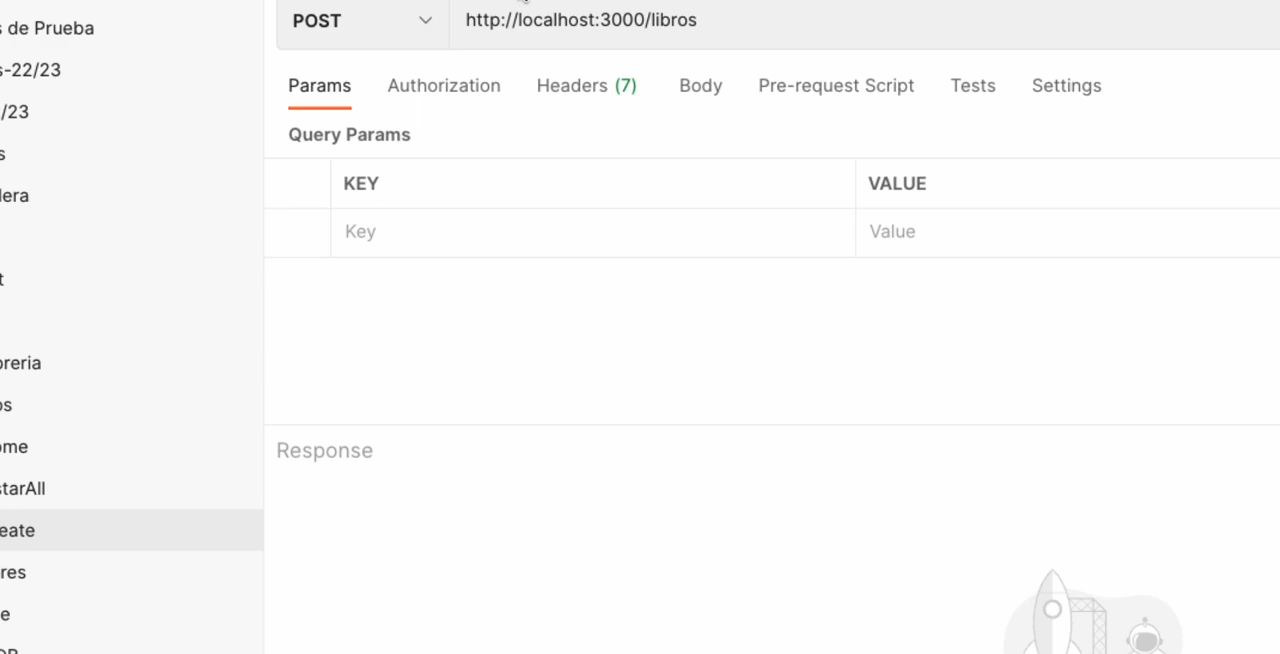 s de Prueba
s-22/23
/23
s
lera
t
oreria
os
ome
starAll
eate
res
e
POST
http://localhost:3000/libros
Params Authorization Headers (7) Body Pre-request Script Tests Settings
Query Params
KEY VALUE
Key Value
Response